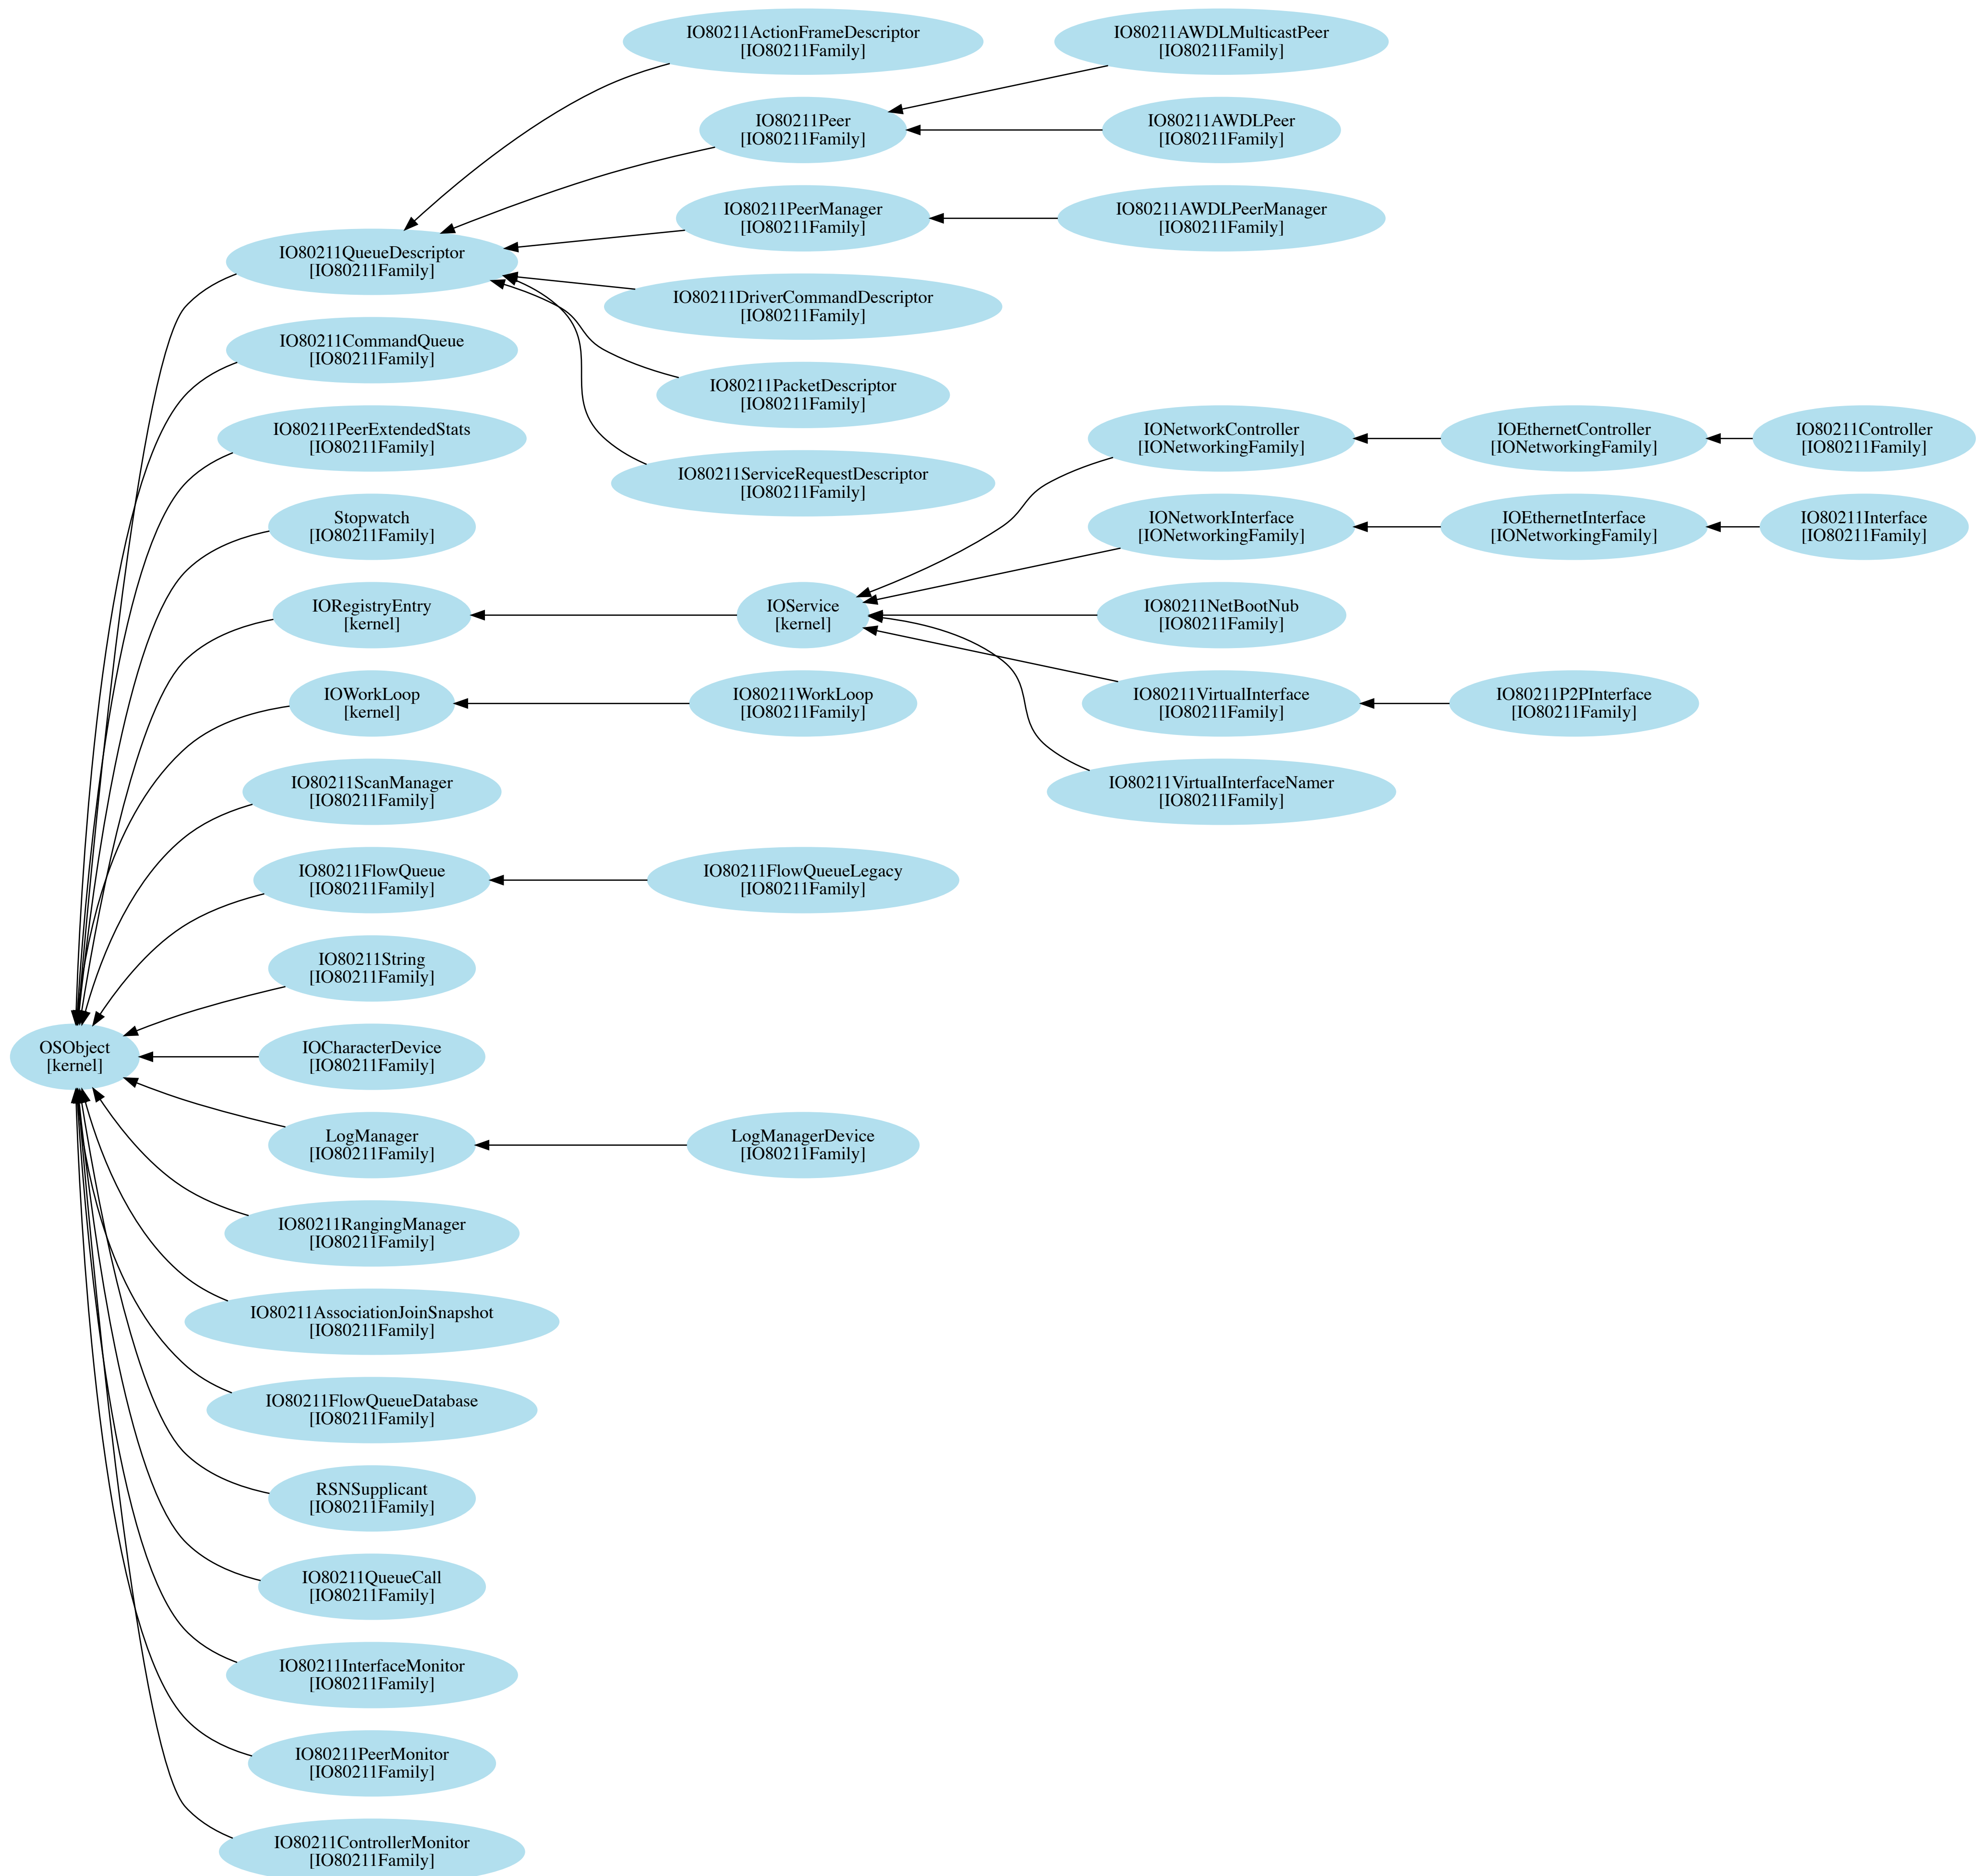 IO80211ActionFrameDescriptor
[IO80211Family]
IO80211AWDLMulticastPeer
[IO80211Family]
IO80211Peer
[IO80211Family]
IO80211AWDLPeer
[IO80211Family]
IO80211PeerManager
[IO80211Family]
IO80211AWDLPeerManager
[IO80211Family]
IO80211QueueDescriptor
[IO80211Family]
IO80211DriverCommandDescriptor
[IO80211Family]
IO80211CommandQueue
[IO80211Family]
IO80211PacketDescriptor
[IO80211Family]
IO80211PeerExtendedStats
[IO80211Family]
IONetworkController
[IONetworkingFamily]
IOEthernetController
[IONetworkingFamily]
IO80211Controller
[IO80211Family]
IO80211ServiceRequestDescriptor
[IO80211Family]
Stopwatch
[IO80211Family]
IONetworkInterface
[IONetworkingFamily]
IOEthernetInterface
[IONetworkingFamily]
IO80211Interface
[IO80211Family]
IORegistryEntry
[kernel]
IOService
[kernel]
IO80211NetBootNub
[IO80211Family]
IOWorkLoop
[kernel]
IO80211WorkLoop
[IO80211Family]
IO80211VirtualInterface
[IO80211Family]
IO80211P2PInterface
[IO80211Family]
IO80211ScanManager
[IO80211Family]
IO80211VirtualInterfaceNamer
[IO80211Family]
IO80211FlowQueue
[IO80211Family]
IO80211FlowQueueLegacy
[IO80211Family]
IO80211String
[IO80211Family]
OSObject
[kernel]
IOCharacterDevice
[IO80211Family]
LogManager
[IO80211Family]
LogManagerDevice
[IO80211Family]
IO80211RangingManager
[IO80211Family]
IO80211AssociationJoinSnapshot
[IO80211Family]
IO80211FlowQueueDatabase
[IO80211Family]
RSNSupplicant
[IO80211Family]
IO80211QueueCall
[IO80211Family]
IO80211InterfaceMonitor
[IO80211Family]
IO80211PeerMonitor
[IO80211Family]
IO80211ControllerMonitor
[IO80211Family]